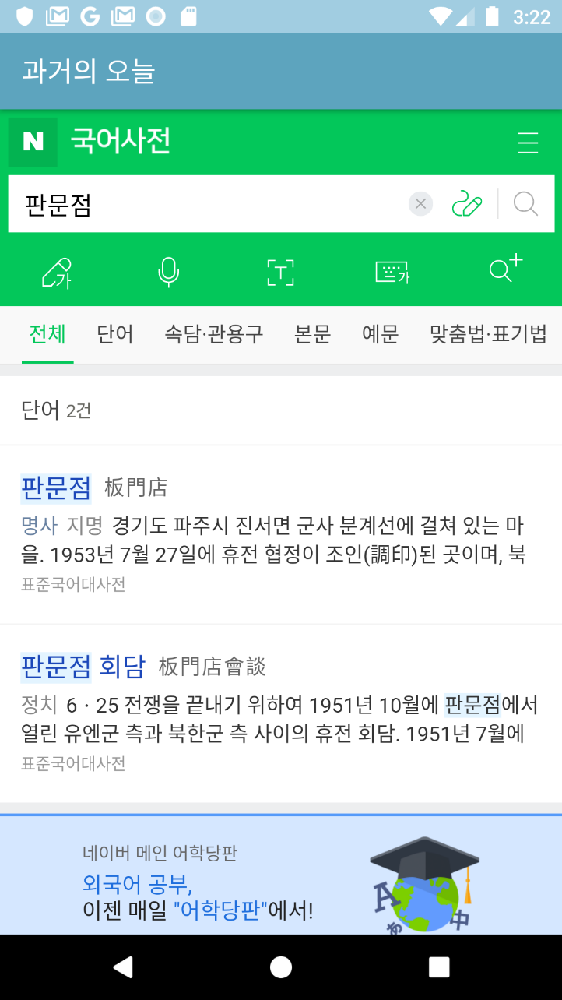 3:22
과거의 오늘
N 국어사전
판문점
가
T
가
전체 단어 속담·관용구 본문 예문 맞춤법·표기법
단어 2건
판문점 板門店
명사 지명 경기도 파주시 진서면 군사 분계선에 걸쳐 있는 마
을. 1953년 7월 27일에 휴전 협정이 조인(調印)된 곳이며, 북
표준국어대사전
판문점 회담 板門店會談
정치 6·25 전쟁을 끝내기 위하여 1951년 10월에 판문점에서
열린 유엔군 측과 북한군 측 사이의 휴전 회담. 1951년 7월에
표준국어대사전
네이버 메인 어학당판
외국어 공부,
이젠 매일 "어학당판"에서!
A
あ
中